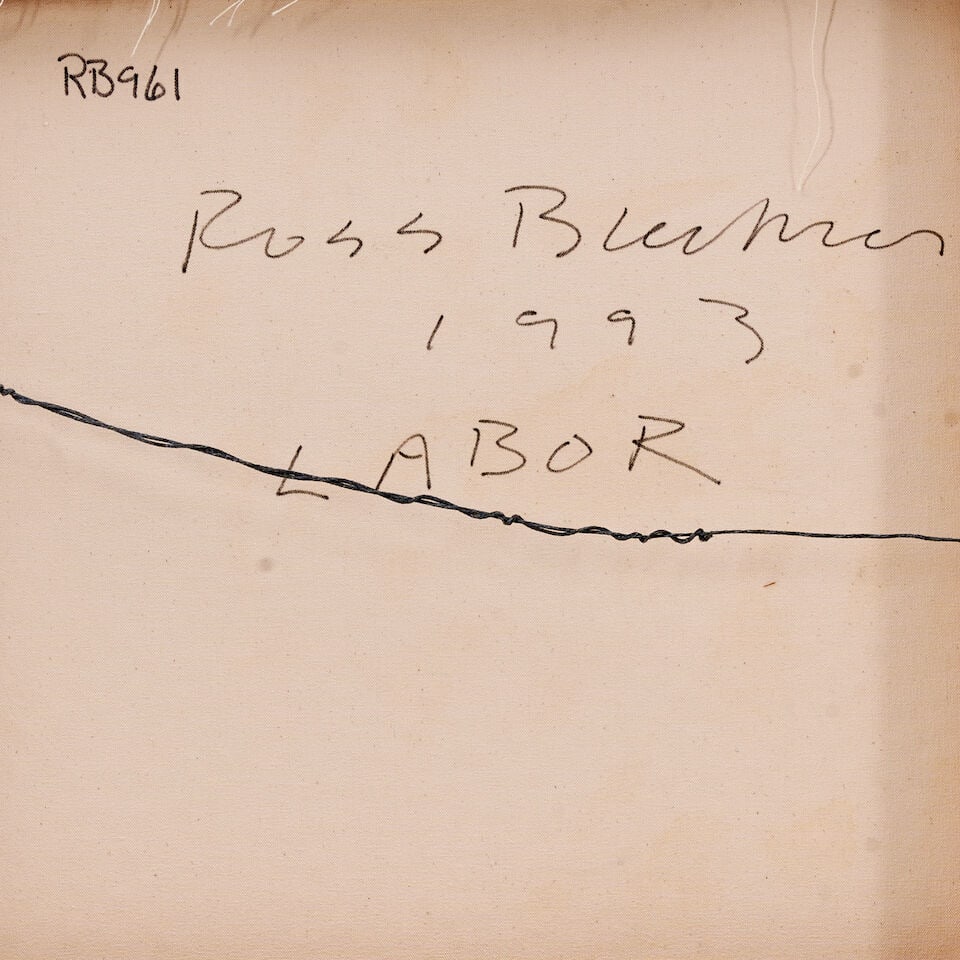 RB961
Ross Bleckner
1993
LABOR